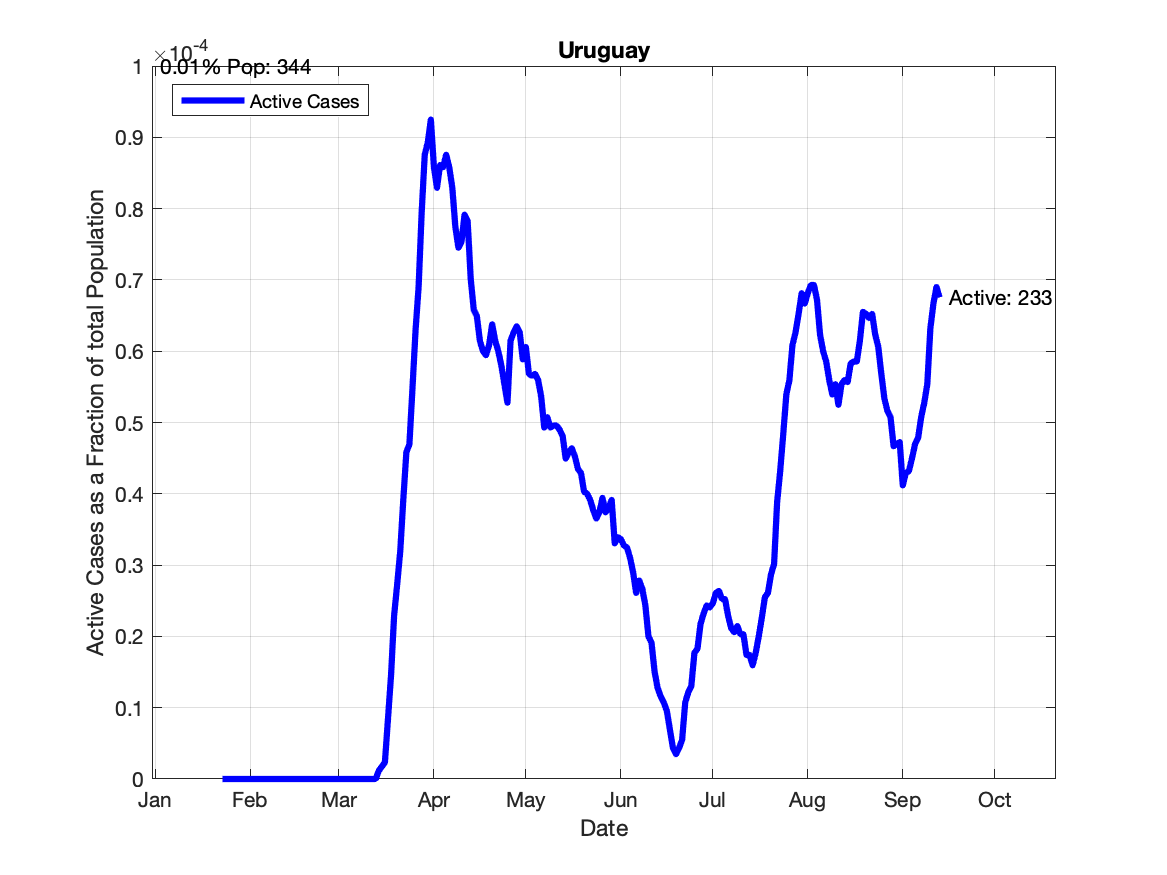 Uruguay
×10-4
0.01% Pop: 344
Active Cases
1
0.9
0.8
0.7
0.6
0.5
0.4
0.3
0.2
0.1
0
Active Cases as a Fraction of total Population
Active: 233
Jan Feb Mar Apr May Jun Jul Aug Sep Oct
Date